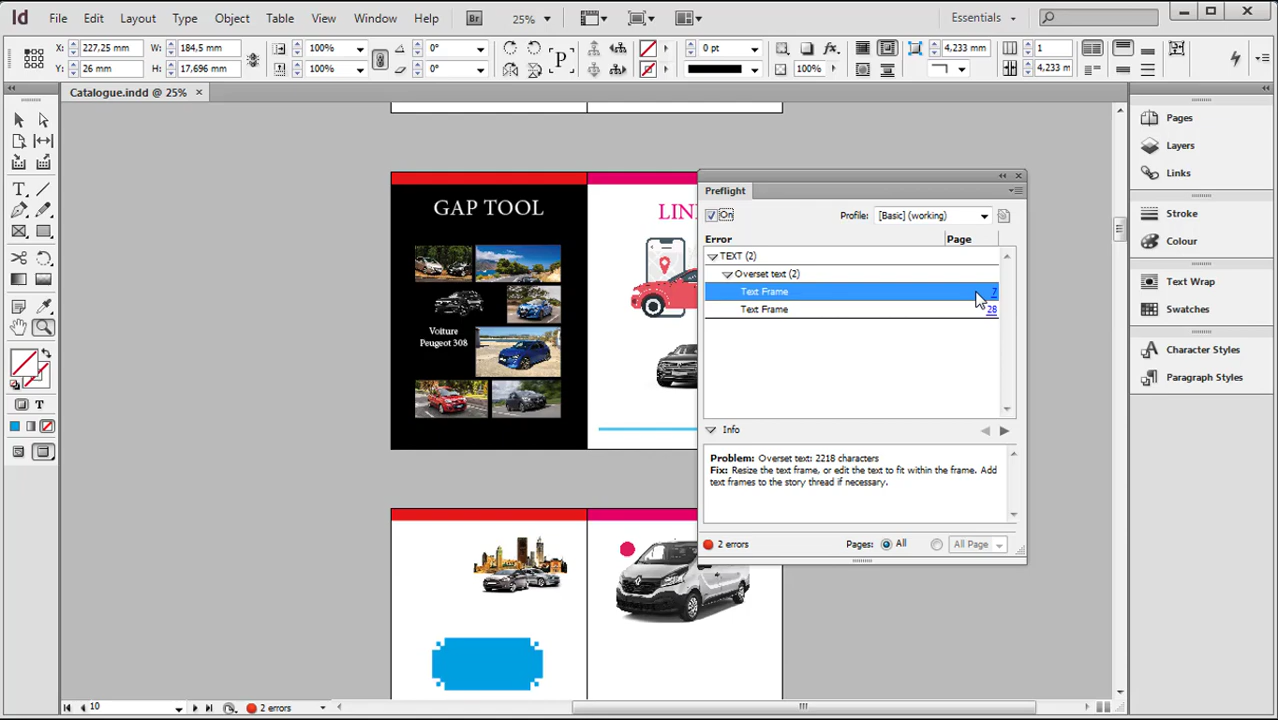 Id File Edit Layout Type Object Table View Window Help Br 25% Essentials
X: 227,25 mm W: 184,5 mm 100% 0° 0 pt fx. 4,233 mm 1
Y: 26 mm H: 17,696 mm 100% 0° P 100% 4,233 m
Catalogue.indd @ 25% ×
Pages
Layers
Links
Stroke
Colour
Text Wrap
Swatches
Character Styles
Paragraph Styles
GAP TOOL
Voiture
Peugeot 308
LIN
Preflight
On Profile: [Basic] (working)
Error Page
TEXT (2)
Overset text (2)
Text Frame 7
Text Frame 28
Info
Problem: Overset text: 2218 characters
Fix: Resize the text frame, or edit the text to fit within the frame. Add
text frames to the story thread if necessary.
2 errors Pages: All All Page
T
T
10 2 errors